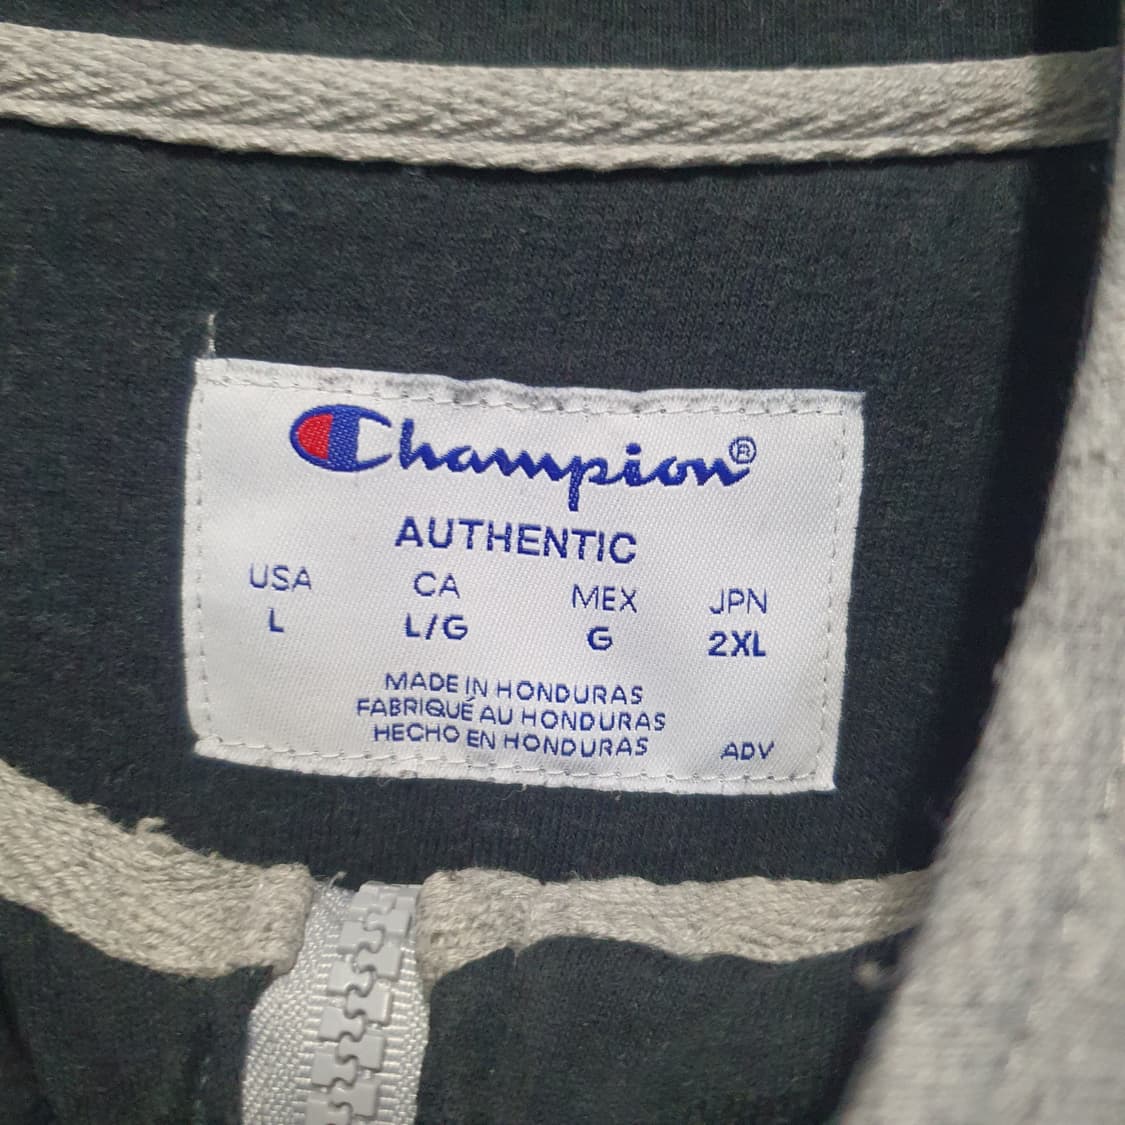 Champion®
AUTHENTIC
USA CA MEX JPN
L L/G G 2XL
MADE IN HONDURAS
FABRIQUÉ AU HONDURAS
HECHO EN HONDURAS ADV